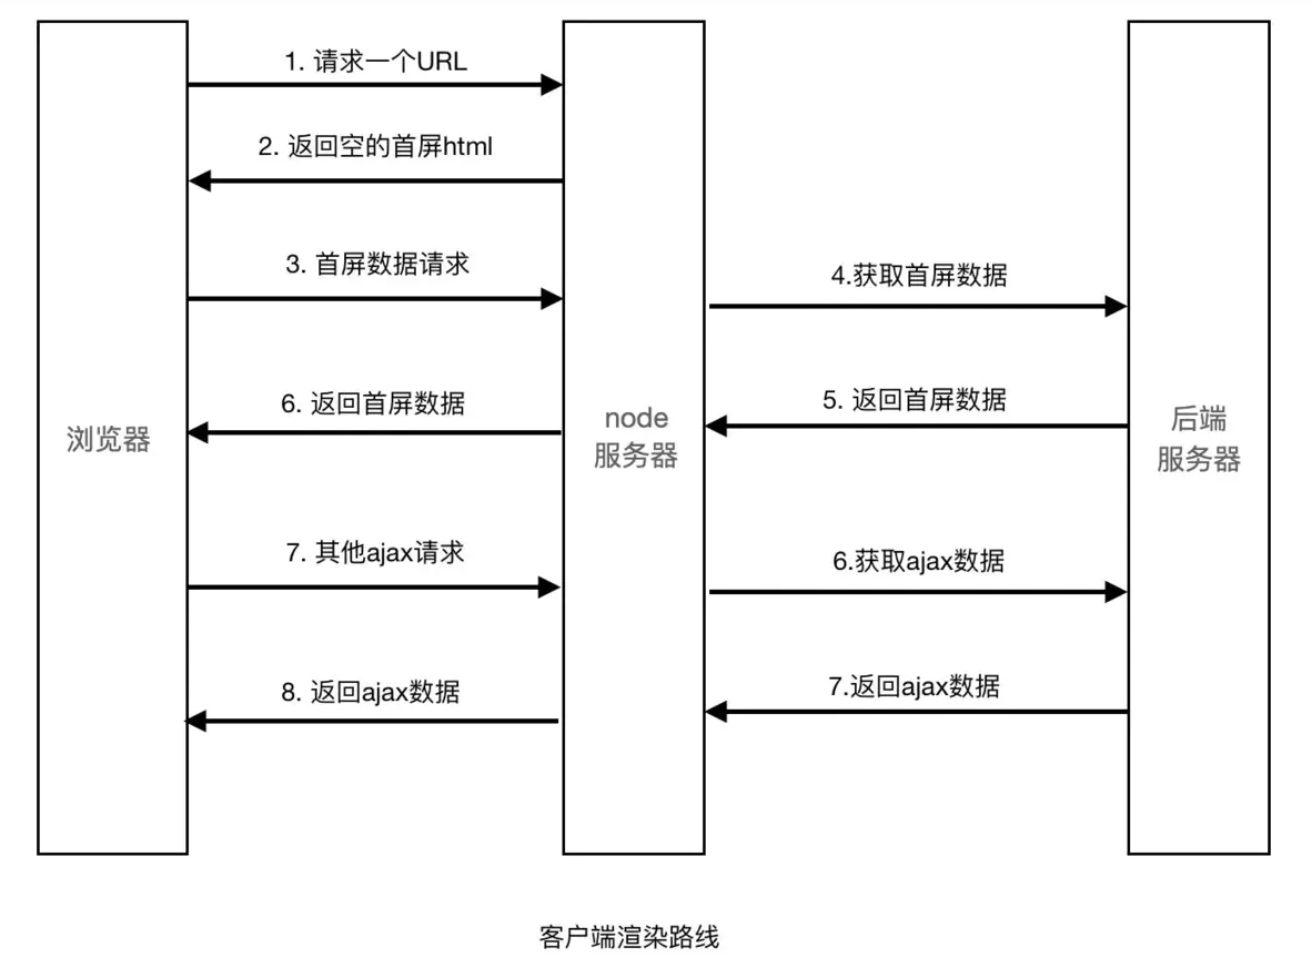 1. 请求一个URL
2. 返回空的首屏html
3. 首屏数据请求
4.获取首屏数据
5. 返回首屏数据
6. 返回首屏数据
浏览器
node
服务器
后端
服务器
7. 其他ajax请求
6.获取ajax数据
7.返回ajax数据
8. 返回ajax数据
客户端渲染路线